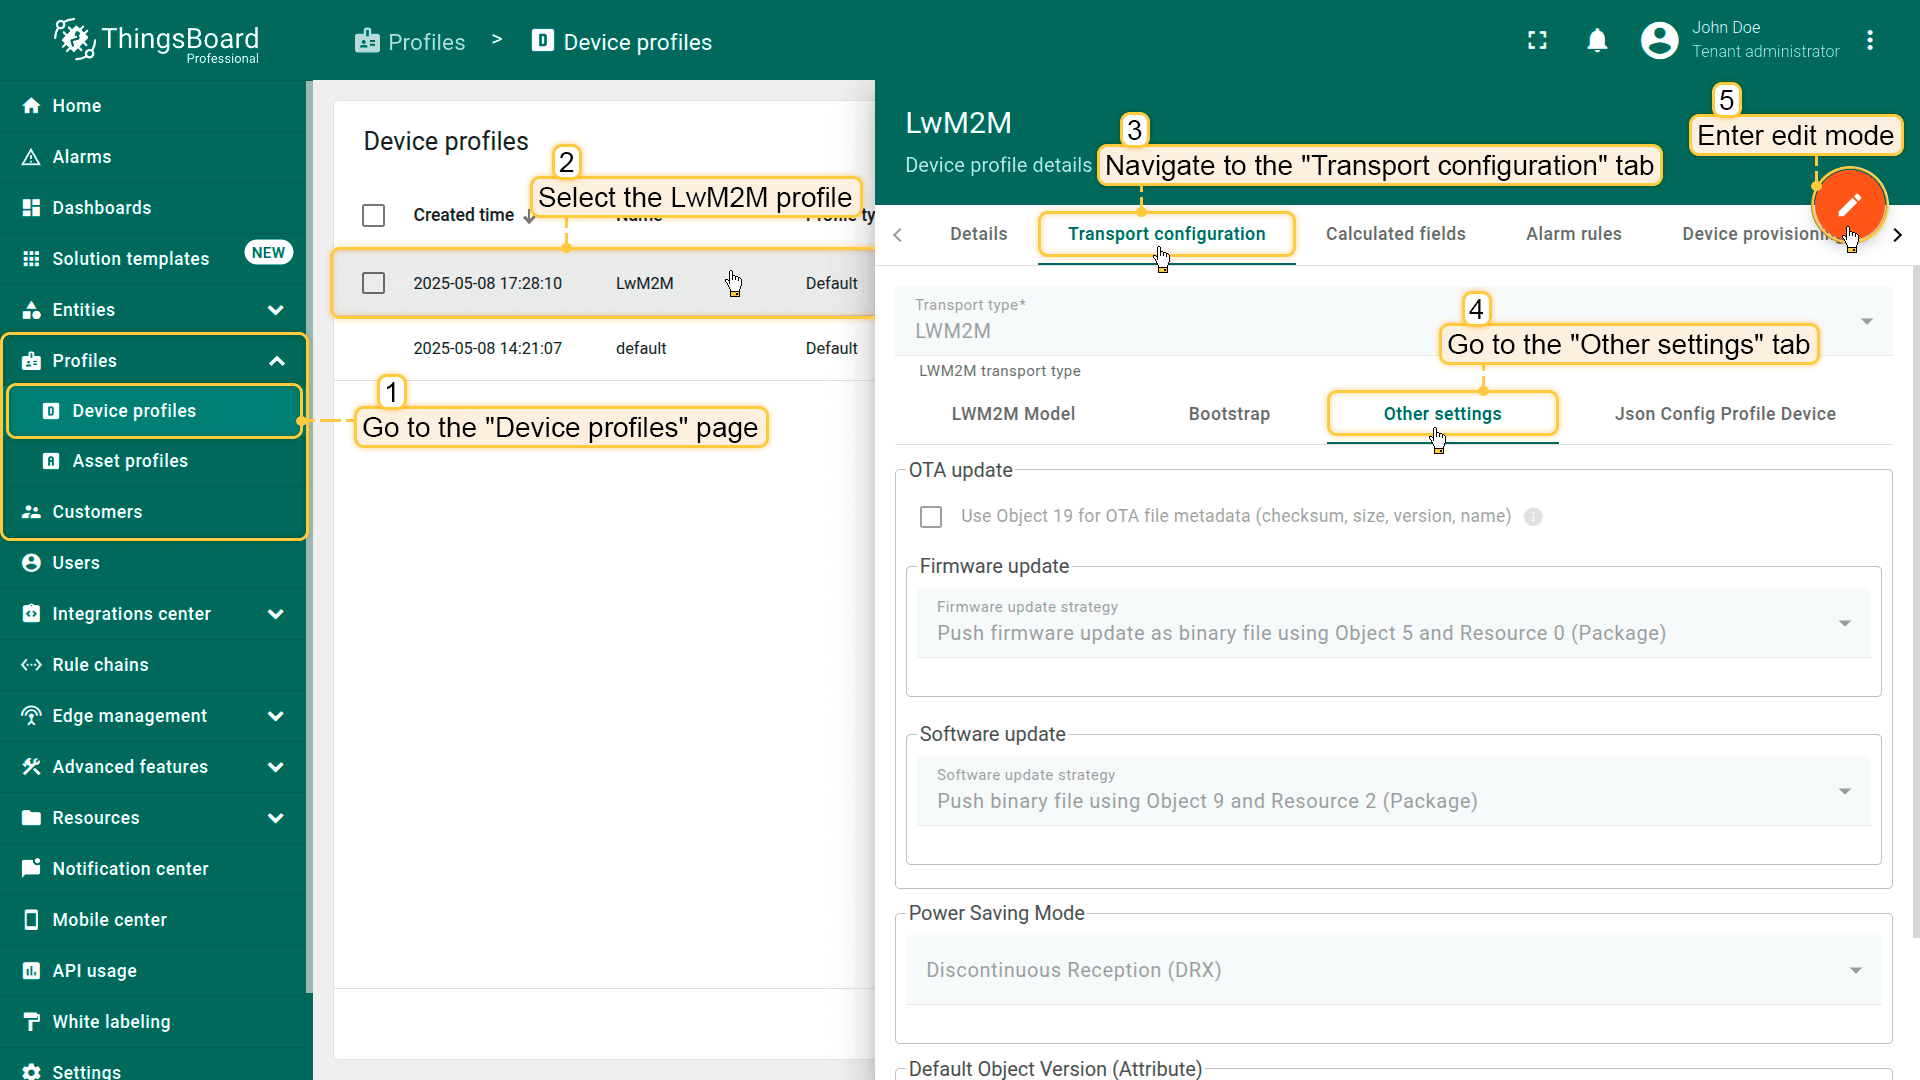 ThingsBoard
Professional
Profiles > Device profiles
John Doe
Tenant administrator
Home
Alarms
Dashboards
Solution templates NEW
Entities
Profiles
Device profiles
Asset profiles
Customers
Users
Integrations center
Rule chains
Edge management
Advanced features
Resources
Notification center
Mobile center
API usage
White labeling
Settings
1
Go to the "Device profiles" page
Device profiles
2
Select the LwM2M profile
Created time
2025-05-08 17:28:10 LwM2M Default
2025-05-08 14:21:07 default Default
LwM2M
Device profile details
3
Navigate to the "Transport configuration" tab
5
Enter edit mode
Details Transport configuration Calculated fields Alarm rules Device provisioning
Transport type*
LWM2M
4
Go to the "Other settings" tab
LWM2M transport type
LWM2M Model Bootstrap Other settings Json Config Profile Device
OTA update
Use Object 19 for OTA file metadata (checksum, size, version, name)
Firmware update
Firmware update strategy
Push firmware update as binary file using Object 5 and Resource 0 (Package)
Software update
Software update strategy
Push binary file using Object 9 and Resource 2 (Package)
Power Saving Mode
Discontinuous Reception (DRX)
Default Object Version (Attribute)